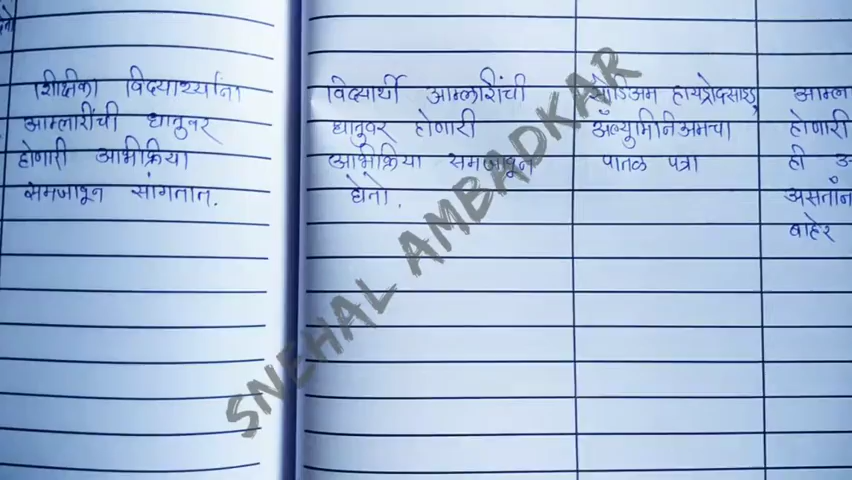 शिक्षिका विद्यार्थ्यांना
आम्लारींची धातुवर
होणारी अभिक्रिया
समजावून सांगतात.
विद्यार्थी आम्लारींची
धातुवर होणारी
अभिक्रिया समजावून
घेतो.
सोडिअम हायड्रोक्साइड
ॲल्युमिनिअमचा
पातळ पत्रा
आम्ल
होणारी
ही
असताना
बाहेर
SNEHAL AMBADKAR